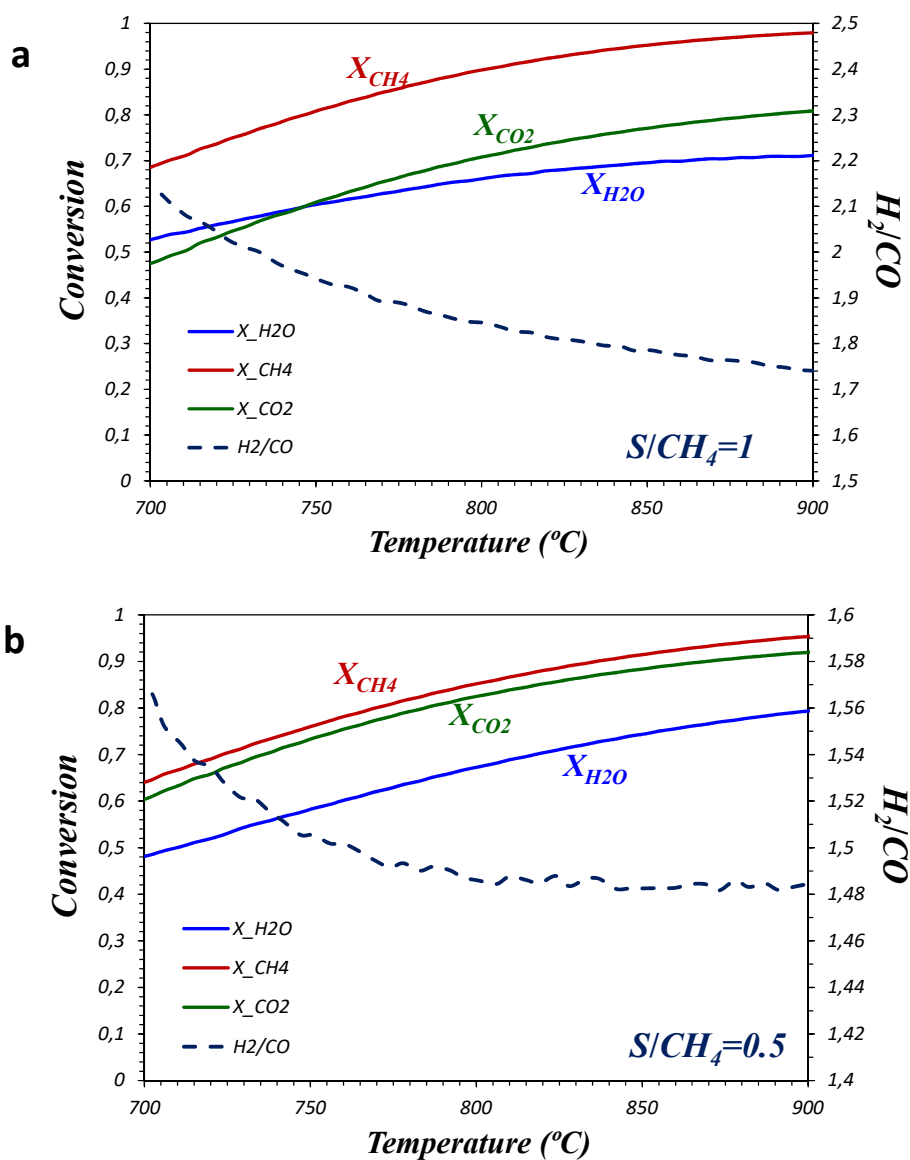 a
1
0,9
0,8
0,7
0,6
0,5
0,4
0,3
0,2
0,1
0
Conversion
X_CH4
X_CO2
X_H2O
X_H2O
X_CH4
X_CO2
H2/CO
S/CH4=1
2,5
2,4
2,3
2,2
2,1
2
1,9
1,8
1,7
1,6
1,5
H2/CO
700 750 800 850 900
Temperature (ºC)
b
1
0,9
0,8
0,7
0,6
0,5
0,4
0,3
0,2
0,1
0
Conversion
X_CH4
X_CO2
X_H2O
X_H2O
X_CH4
X_CO2
H2/CO
S/CH4=0.5
1,6
1,58
1,56
1,54
1,52
1,5
1,48
1,46
1,44
1,42
1,4
H2/CO
700 750 800 850 900
Temperature (ºC)